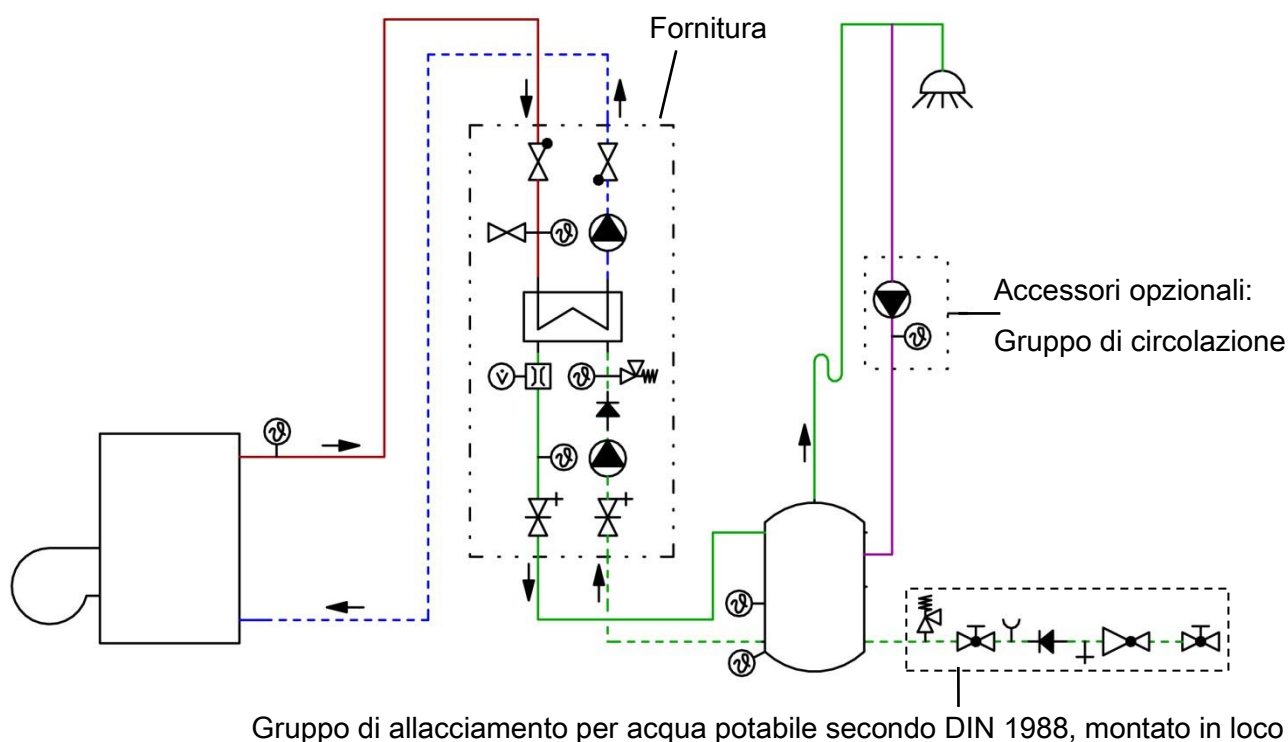 Fornitura
Accessori opzionali:
Gruppo di circolazione
ϑ
ϑ
V̇
ϑ
ϑ
ϑ
ϑ
ϑ
Gruppo di allacciamento per acqua potabile secondo DIN 1988, montato in loco